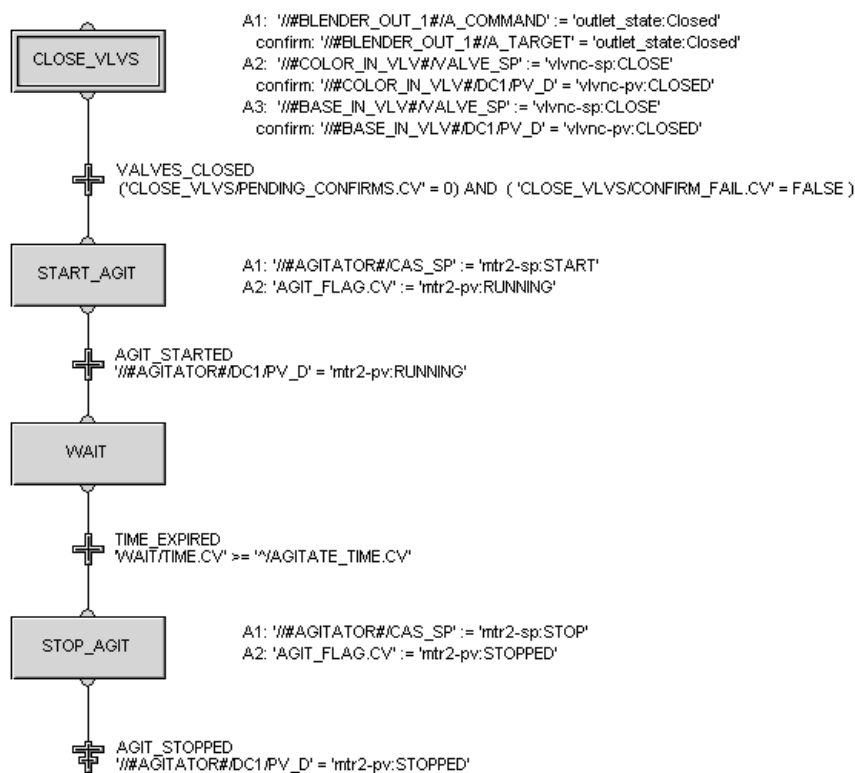 CLOSE_VLVS
A1: '//#BLENDER_OUT_1#/A_COMMAND' := 'outlet_state:Closed'
confirm: '//#BLENDER_OUT_1#/A_TARGET' = 'outlet_state:Closed'
A2: '//#COLOR_IN_VLV#/VALVE_SP' := 'vlvnc-sp:CLOSE'
confirm: '//#COLOR_IN_VLV#/DC1/PV_D' = 'vlvnc-pv:CLOSED'
A3: '//#BASE_IN_VLV#/VALVE_SP' := 'vlvnc-sp:CLOSE'
confirm: '//#BASE_IN_VLV#/DC1/PV_D' = 'vlvnc-pv:CLOSED'
VALVES_CLOSED
('CLOSE_VLVS/PENDING_CONFIRMS.CV' = 0) AND ( 'CLOSE_VLVS/CONFIRM_FAIL.CV' = FALSE )
START_AGIT
A1: '//#AGITATOR#/CAS_SP' := 'mtr2-sp:START'
A2: 'AGIT_FLAG.CV' := 'mtr2-pv:RUNNING'
AGIT_STARTED
'//#AGITATOR#/DC1/PV_D' = 'mtr2-pv:RUNNING'
WAIT
TIME_EXPIRED
'WAIT/TIME.CV' >= '^/AGITATE_TIME.CV'
STOP_AGIT
A1: '//#AGITATOR#/CAS_SP' := 'mtr2-sp:STOP'
A2: 'AGIT_FLAG.CV' := 'mtr2-pv:STOPPED'
AGIT_STOPPED
'//#AGITATOR#/DC1/PV_D' = 'mtr2-pv:STOPPED'